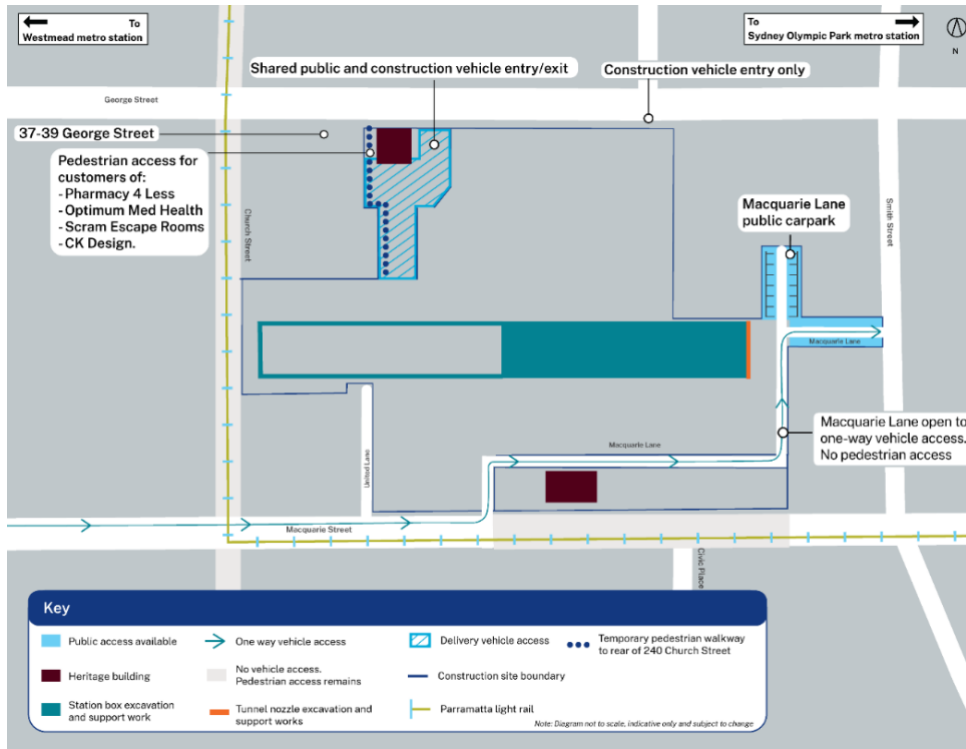 To
Westmead metro station
To
Sydney Olympic Park metro station
N
Shared public and construction vehicle entry/exit
Construction vehicle entry only
George Street
37-39 George Street
Pedestrian access for
customers of:
- Pharmacy 4 Less
- Optimum Med Health
- Scram Escape Rooms
- CK Design.
Church Street
Macquarie Lane
public carpark
Smith Street
Macquarie Lane
Macquarie Lane open to
one-way vehicle access.
No pedestrian access
Macquarie Lane
United Lane
Macquarie Street
Civic Place
Key
Public access available
One way vehicle access
Delivery vehicle access
Temporary pedestrian walkway
to rear of 240 Church Street
Heritage building
No vehicle access.
Pedestrian access remains
Construction site boundary
Station box excavation
and support work
Tunnel nozzle excavation and
support works
Parramatta light rail
Note: Diagram not to scale, indicative only and subject to change